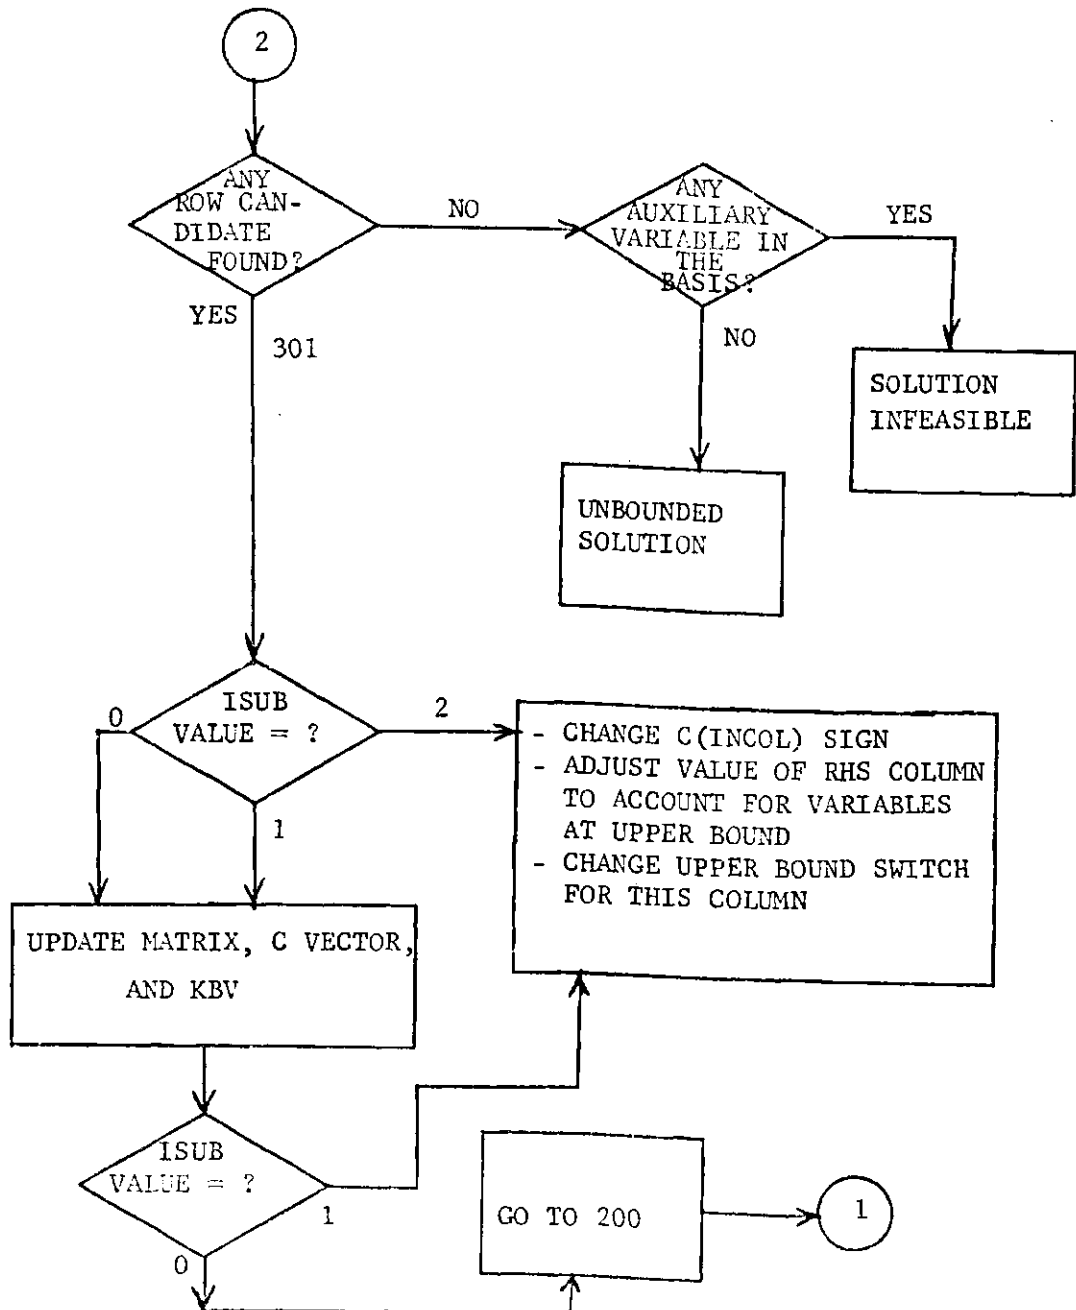 2
ANY
ROW CAN-
DIDATE
FOUND?
NO
ANY
AUXILIARY
VARIABLE IN
THE
BASIS?
YES
YES
301
NO
SOLUTION
INFEASIBLE
UNBOUNDED
SOLUTION
ISUB
VALUE = ?
0
2
1
- CHANGE C(INCOL) SIGN
- ADJUST VALUE OF RHS COLUMN
TO ACCOUNT FOR VARIABLES
AT UPPER BOUND
- CHANGE UPPER BOUND SWITCH
FOR THIS COLUMN
UPDATE MATRIX, C VECTOR,
AND KBV
ISUB
VALUE = ?
1
0
GO TO 200
1